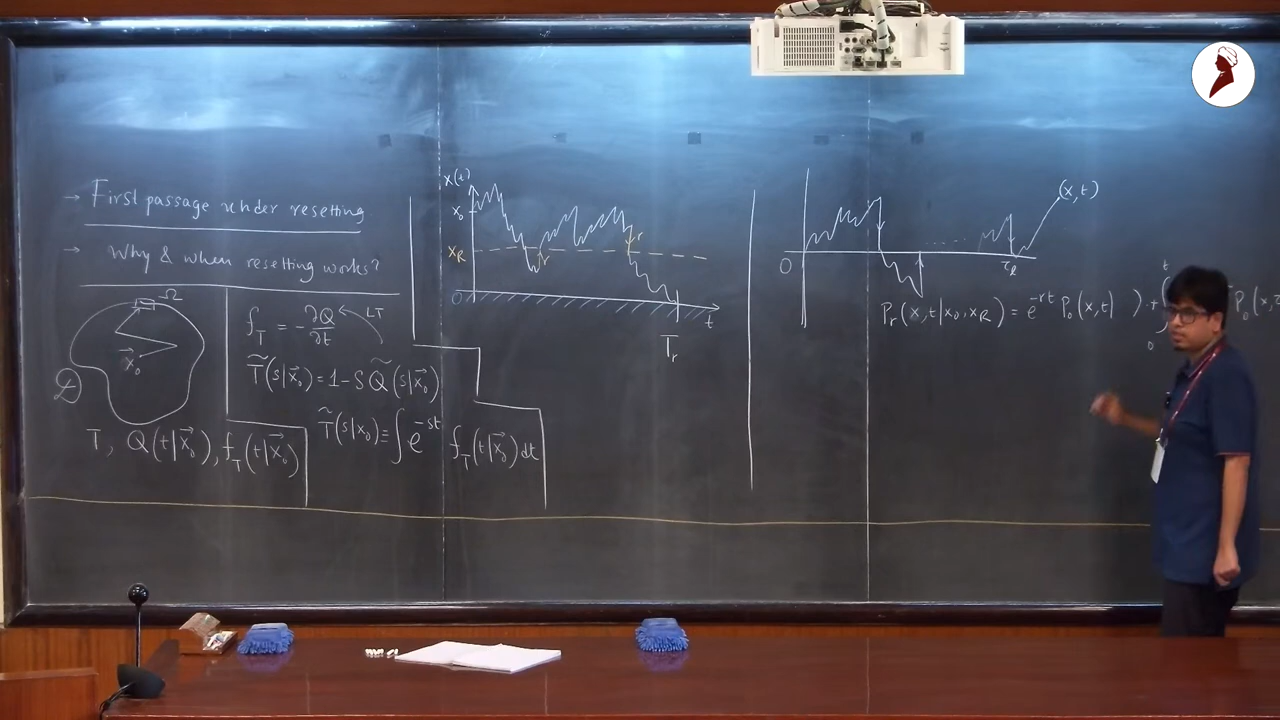 → First passage under resetting
→ Why & when resetting works?
Ω
x⃗₀
D
T, Q(t|x⃗₀), f_T(t|x⃗₀)
f_T = -∂Q/∂t
LT
T̃(s|x⃗₀) = 1 - s Q̃(s|x⃗₀)
T̃(s|x₀) ≡ ∫ e^{-st} f_T(t|x⃗₀) dt
x(t)
x₀
x_R
0
r
r
t
T_r
0
τ_R
(x, t)
P_r(x, t|x₀, x_R) = e^{-rt} P₀(x, t| ) + ∫₀^t P₀(x,